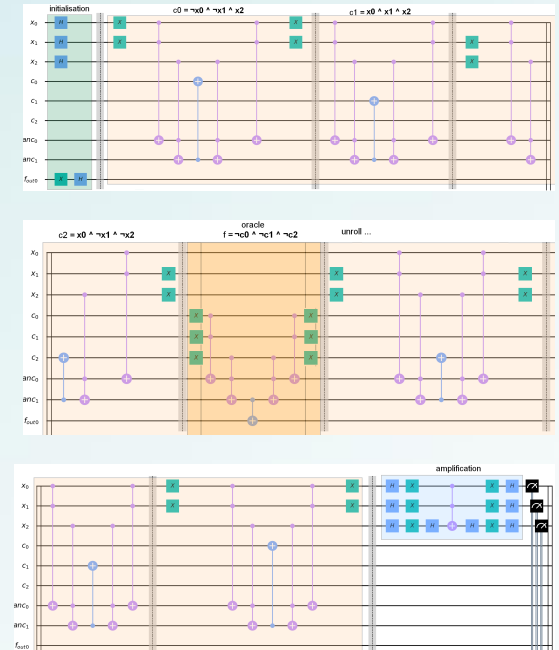 initialisation
c0 = ¬x0 ^ ¬x1 ^ x2
c1 = x0 ^ x1 ^ x2
x0 H X X
x1 H X X X
x2 H X
c0
c1
c2
anc0
anc1
fout0 X H
c2 = x0 ^ ¬x1 ^ ¬x2
oracle
f = ¬c0 ^ ¬c1 ^ ¬c2
unroll ...
x0
x1 X X X
x2 X X X
c0 X X
c1 X X
c2 X X
anc0
anc1
fout0
amplification
x0 X X H X X H
x1 X X H X X H
x2 H X H H X H
c0
c1
c2
anc0
anc1
fout0